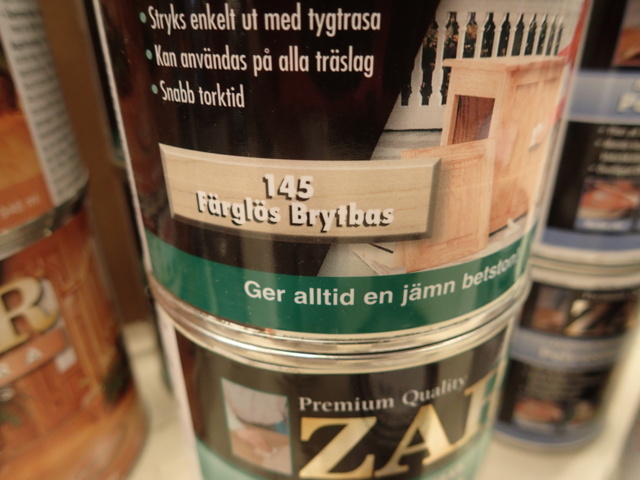 •Stryks enkelt ut med tygtrasa
•Kan användas på alla träslag
•Snabb torktid
145
Färglös Brytbas
Ger alltid en jämn betston
Premium Quality
ZAR